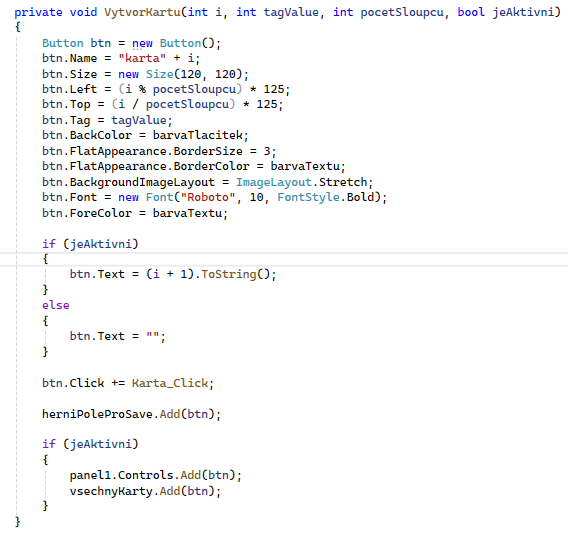 private void VytvorKartu(int i, int tagValue, int pocetSloupcu, bool jeAktivni)
{
    Button btn = new Button();
    btn.Name = "karta" + i;
    btn.Size = new Size(120, 120);
    btn.Left = (i % pocetSloupcu) * 125;
    btn.Top = (i / pocetSloupcu) * 125;
    btn.Tag = tagValue;
    btn.BackColor = barvaTlacitek;
    btn.FlatAppearance.BorderSize = 3;
    btn.FlatAppearance.BorderColor = barvaTextu;
    btn.BackgroundImageLayout = ImageLayout.Stretch;
    btn.Font = new Font("Roboto", 10, FontStyle.Bold);
    btn.ForeColor = barvaTextu;

    if (jeAktivni)
    {
        btn.Text = (i + 1).ToString();
    }
    else
    {
        btn.Text = "";
    }

    btn.Click += Karta_Click;

    herniPoleProSave.Add(btn);

    if (jeAktivni)
    {
        panel1.Controls.Add(btn);
        vsechnyKarty.Add(btn);
    }
}